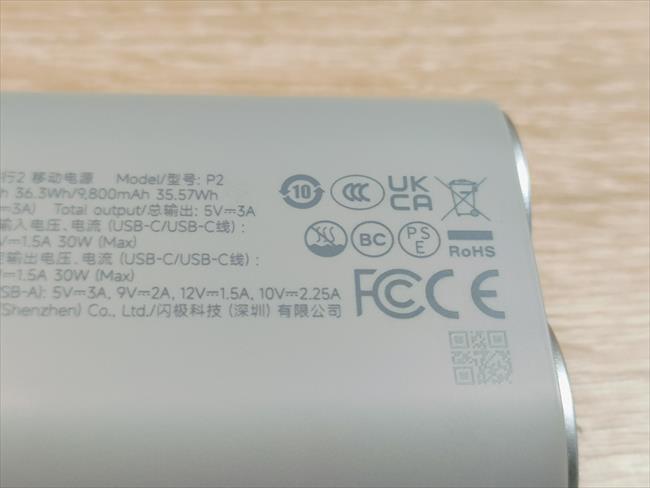 行2 移动电源 Model/型号: P2
h 36.3Wh/9,800mAh 35.57Wh
⎓3A) Total output/总输出: 5V⎓3A
输入电压、电流 (USB-C/USB-C线) :
⎓1.5A 30W (Max)
输出电压、电流 (USB-C/USB-C线) :
⎓1.5A 30W (Max)
SB-A): 5V⎓3A, 9V⎓2A, 12V⎓1.5A, 10V⎓2.25A
(Shenzhen) Co., Ltd./闪极科技 (深圳) 有限公司
10 CCC UK CA
BC PS E RoHS
FC CE